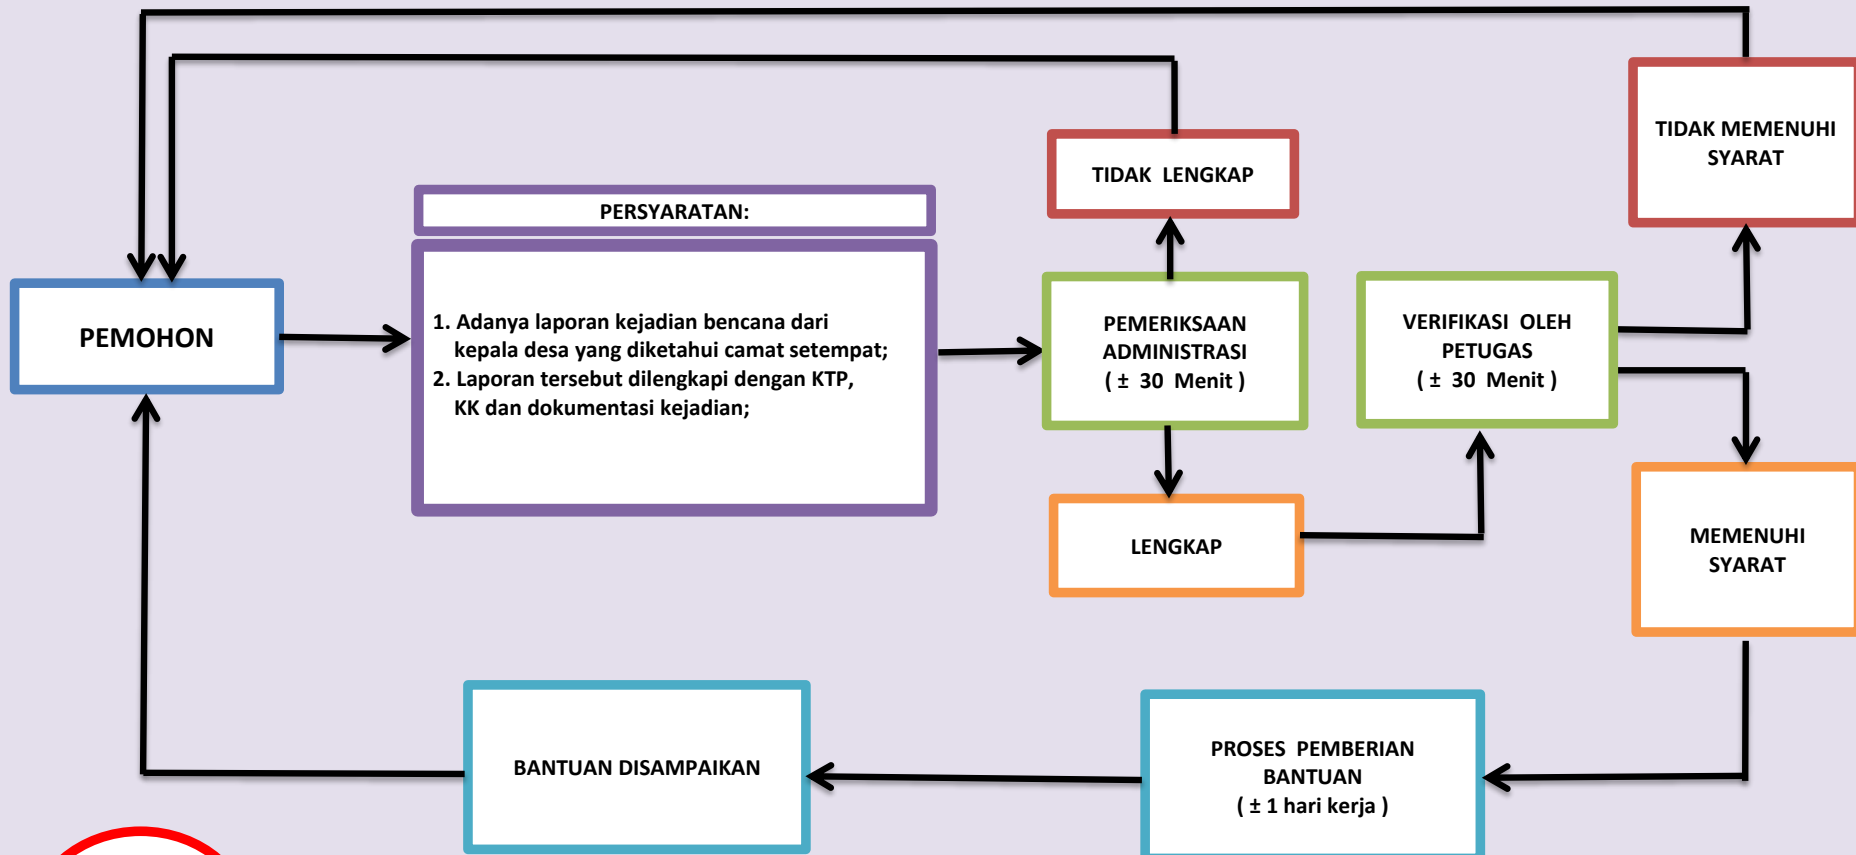 TIDAK MEMENUHI
SYARAT
TIDAK LENGKAP
PERSYARATAN:
PEMOHON
1. Adanya laporan kejadian bencana dari
kepala desa yang diketahui camat setempat;
2. Laporan tersebut dilengkapi dengan KTP,
KK dan dokumentasi kejadian;
PEMERIKSAAN
ADMINISTRASI
( ± 30 Menit )
VERIFIKASI OLEH
PETUGAS
( ± 30 Menit )
LENGKAP
MEMENUHI
SYARAT
BANTUAN DISAMPAIKAN
PROSES PEMBERIAN
BANTUAN
( ± 1 hari kerja )